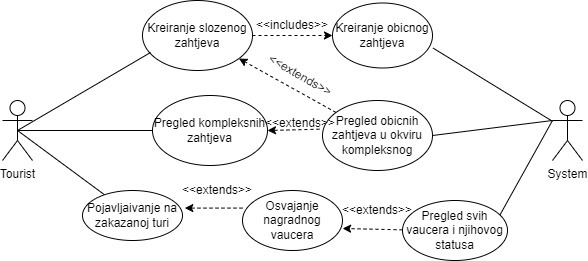 Kreiranje slozenog
zahtjeva
<<includes>>
Kreiranje obicnog
zahtjeva
<<extends>>
Pregled kompleksnih
zahtjeva
<<extends>>
Pregled obicnih
zahtjeva u okviru
kompleksnog
Tourist
System
Pojavljaivanje na
zakazanoj turi
<<extends>>
Osvajanje
nagradnog
vaucera
<<extends>>
Pregled svih
vaucera i njihovog
statusa